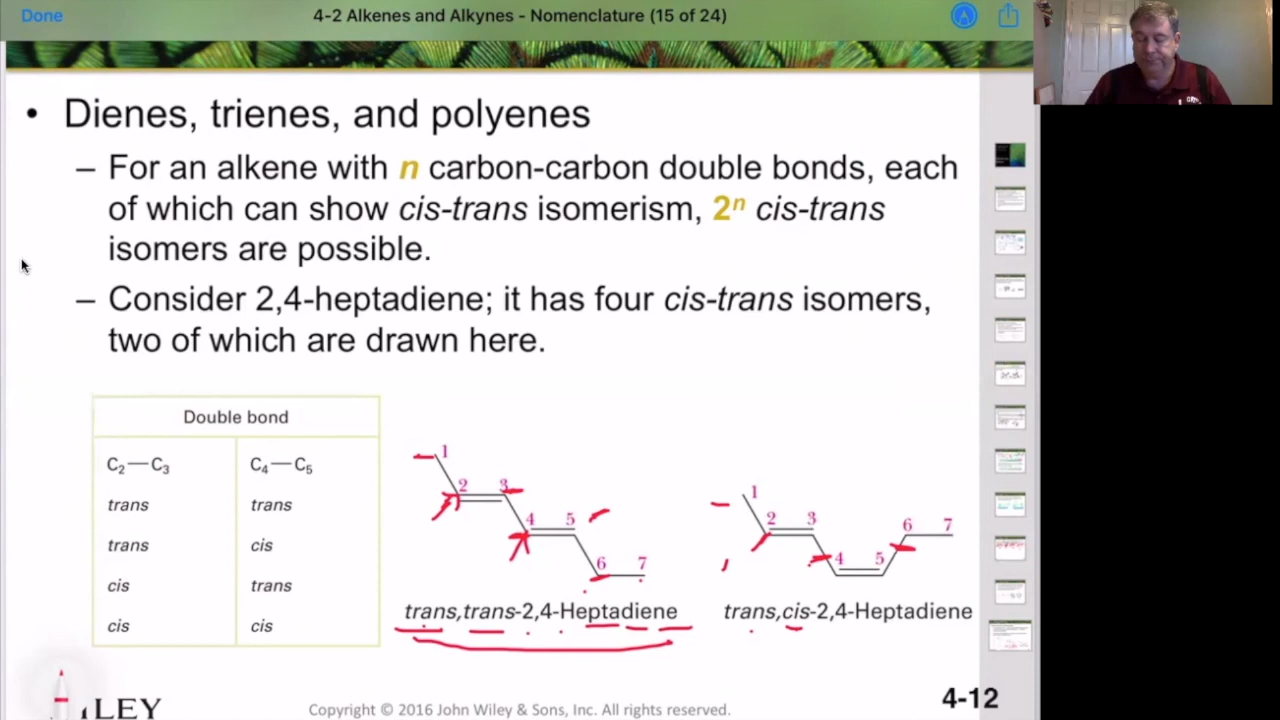 Done
4-2 Alkenes and Alkynes - Nomenclature (15 of 24)
• Dienes, trienes, and polyenes
– For an alkene with n carbon-carbon double bonds, each
of which can show cis-trans isomerism, 2ⁿ cis-trans
isomers are possible.
– Consider 2,4-heptadiene; it has four cis-trans isomers,
two of which are drawn here.
Double bond
C₂—C₃ C₄—C₅
trans trans
trans cis
cis trans
cis cis
1
2 3
4 5
6 7
trans,trans-2,4-Heptadiene
1
2 3
6 7
4 5
trans,cis-2,4-Heptadiene
LEY
Copyright © 2016 John Wiley & Sons, Inc. All rights reserved.
4-12